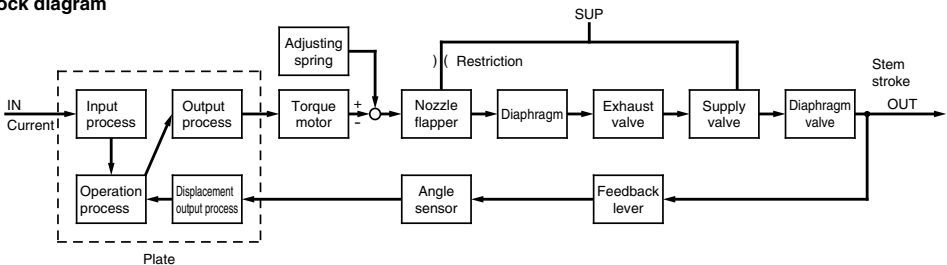 ock diagram
SUP
Adjusting
spring
) ( Restriction
Stem
stroke
IN
Current
Input
process
Output
process
Torque
motor
+
−
Nozzle
flapper
Diaphragm
Exhaust
valve
Supply
valve
Diaphragm
valve
OUT
Operation
process
Displacement
output process
Angle
sensor
Feedback
lever
Plate